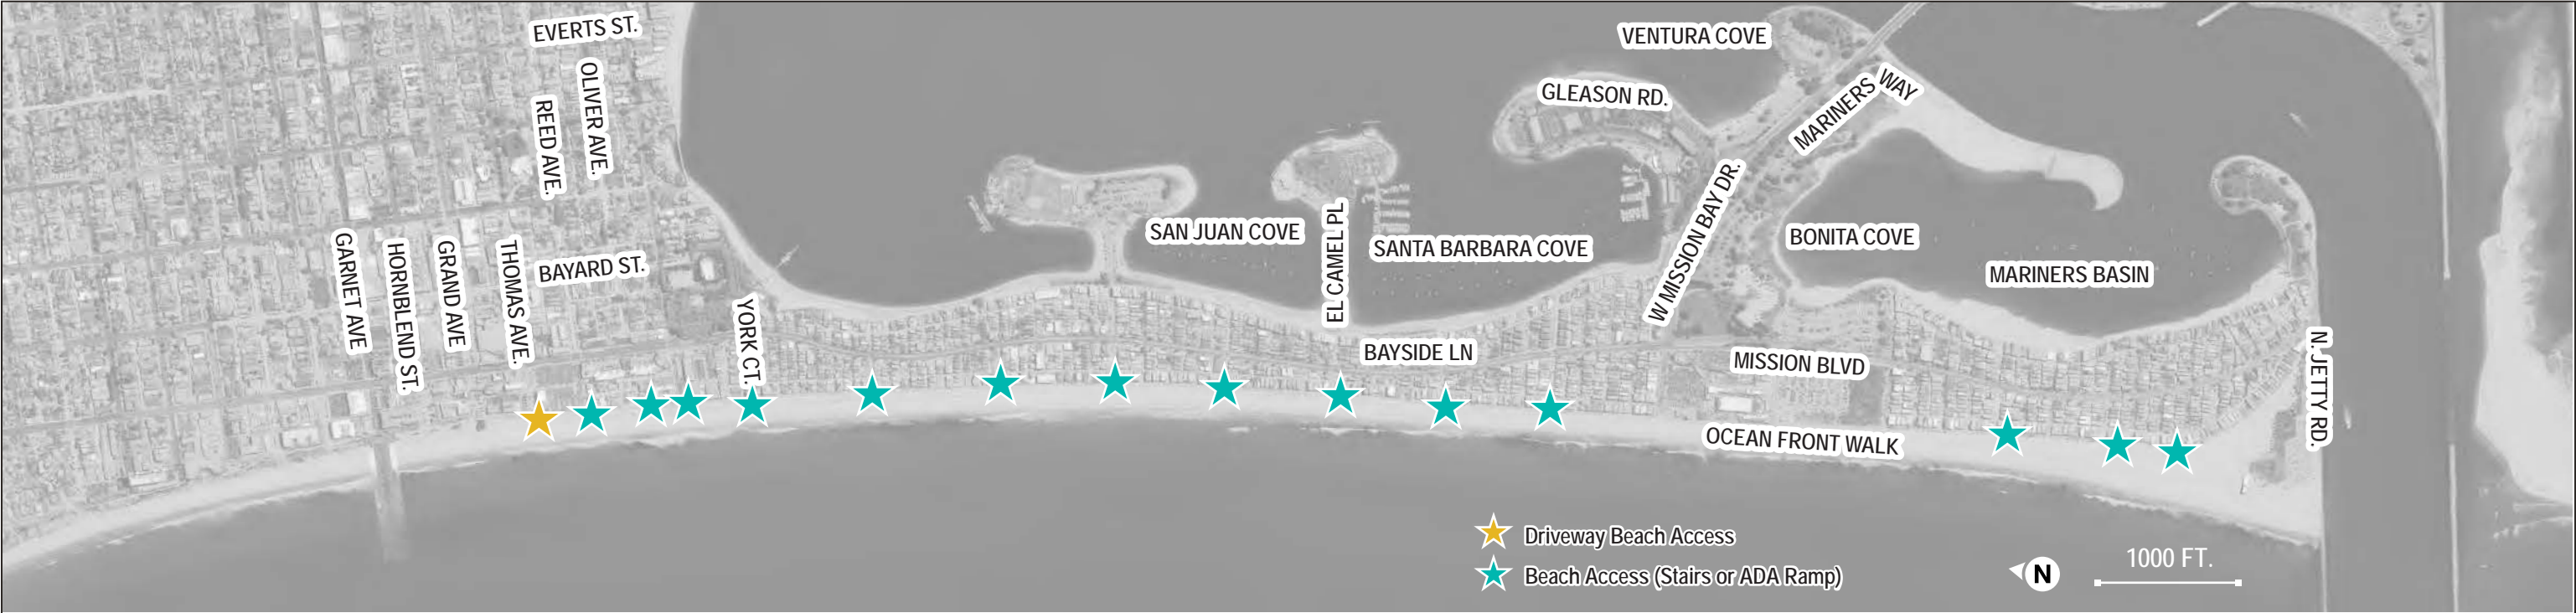 EVERTS ST.
OLIVER AVE.
REED AVE.
GARNET AVE
HORNBLEND ST.
GRAND AVE
THOMAS AVE.
BAYARD ST.
YORK CT.
SAN JUAN COVE
EL CAMEL PL
SANTA BARBARA COVE
BAYSIDE LN
VENTURA COVE
GLEASON RD.
MARINERS WAY
W MISSION BAY DR.
BONITA COVE
MARINERS BASIN
MISSION BLVD
OCEAN FRONT WALK
N. JETTY RD.
Driveway Beach Access
Beach Access (Stairs or ADA Ramp)
N
1000 FT.